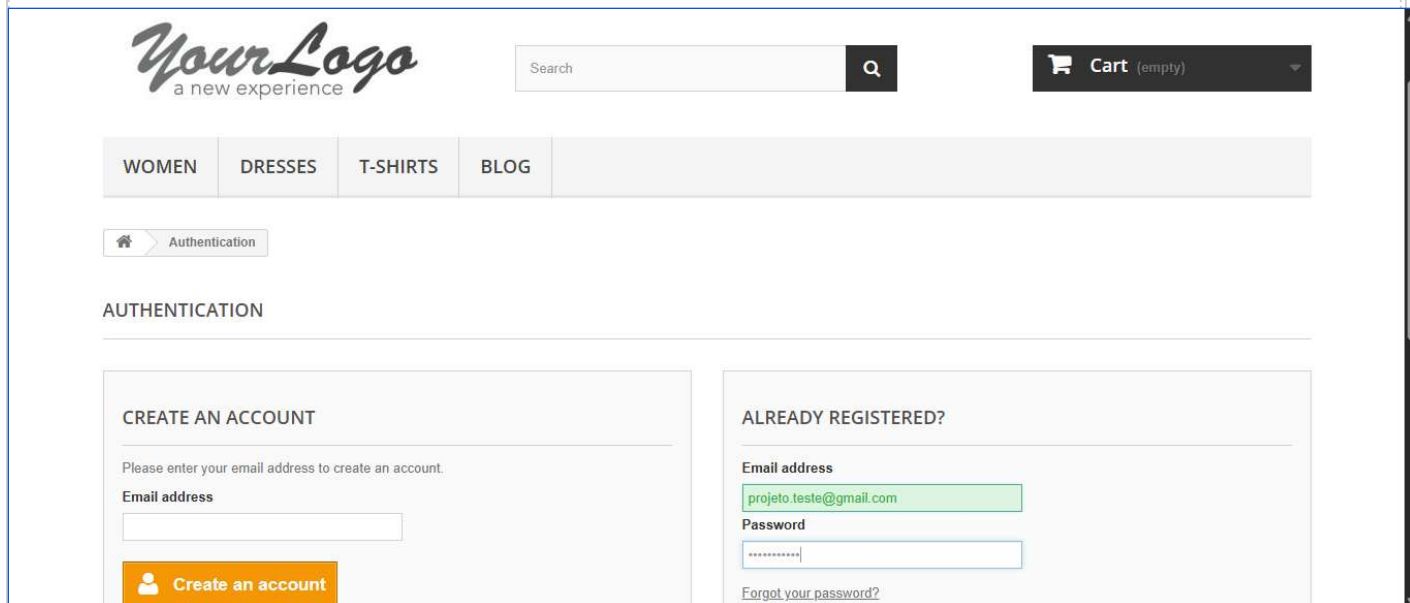 YourLogo
a new experience
Search
Cart (empty)
WOMEN
DRESSES
T-SHIRTS
BLOG
Authentication
AUTHENTICATION
CREATE AN ACCOUNT
Please enter your email address to create an account.
Email address
Create an account
ALREADY REGISTERED?
Email address
projeto.teste@gmail.com
Password
•••••••••••
Forgot your password?